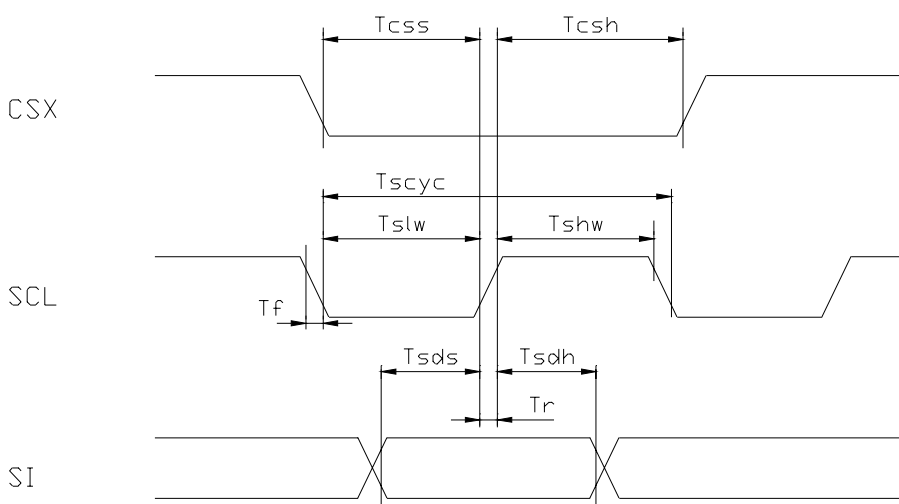 Tcss
Tcsh
CSX
Tscyc
Tslw
Tshw
SCL
Tf
Tsds
Tsdh
Tr
SI